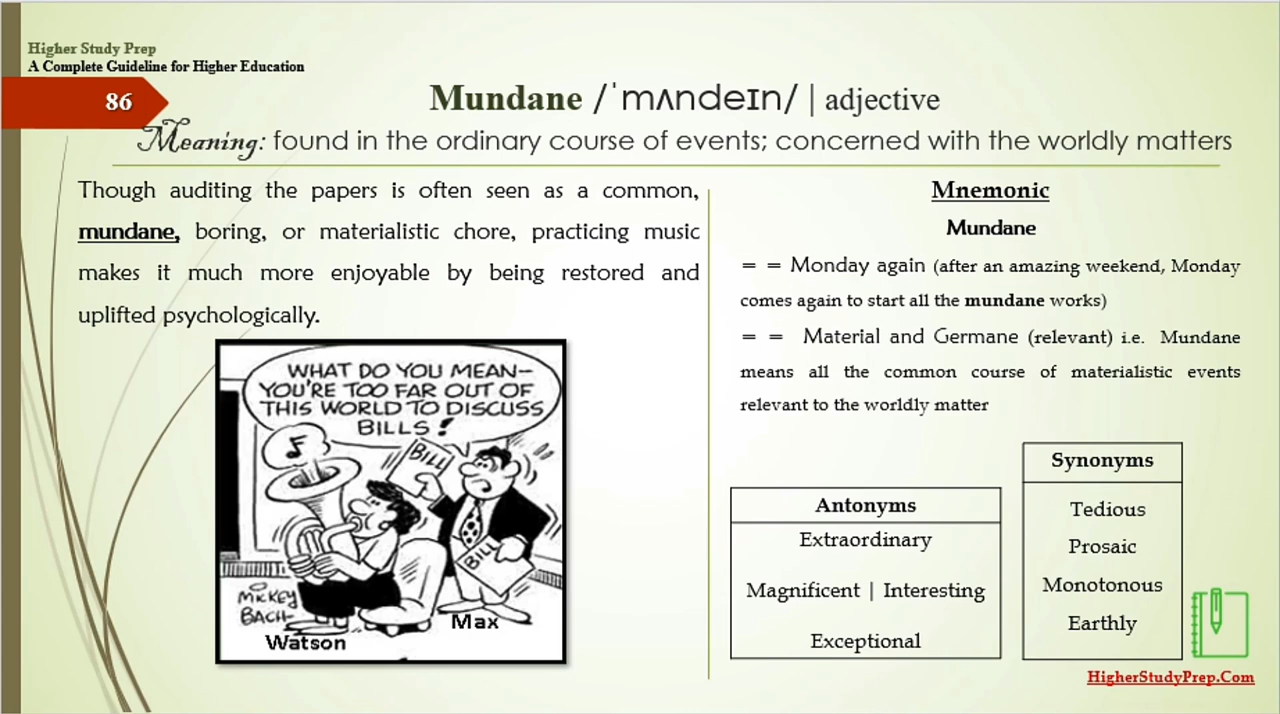 Higher Study Prep
A Complete Guideline for Higher Education
86
Mundane /ˈmʌndeɪn/ | adjective
Meaning: found in the ordinary course of events; concerned with the worldly matters
Though auditing the papers is often seen as a common,
mundane, boring, or materialistic chore, practicing music
makes it much more enjoyable by being restored and
uplifted psychologically.
WHAT DO YOU MEAN—
YOU'RE TOO FAR OUT OF
THIS WORLD TO DISCUSS
BILLS!
BILL
BILL
MICKEY
BACH-
Watson
Max
Mnemonic
Mundane
= = Monday again (after an amazing weekend, Monday
comes again to start all the mundane works)
= = Material and Germane (relevant) i.e. Mundane
means all the common course of materialistic events
relevant to the worldly matter
Antonyms
Extraordinary
Magnificent | Interesting
Exceptional
Synonyms
Tedious
Prosaic
Monotonous
Earthly
HigherStudyPrep.Com